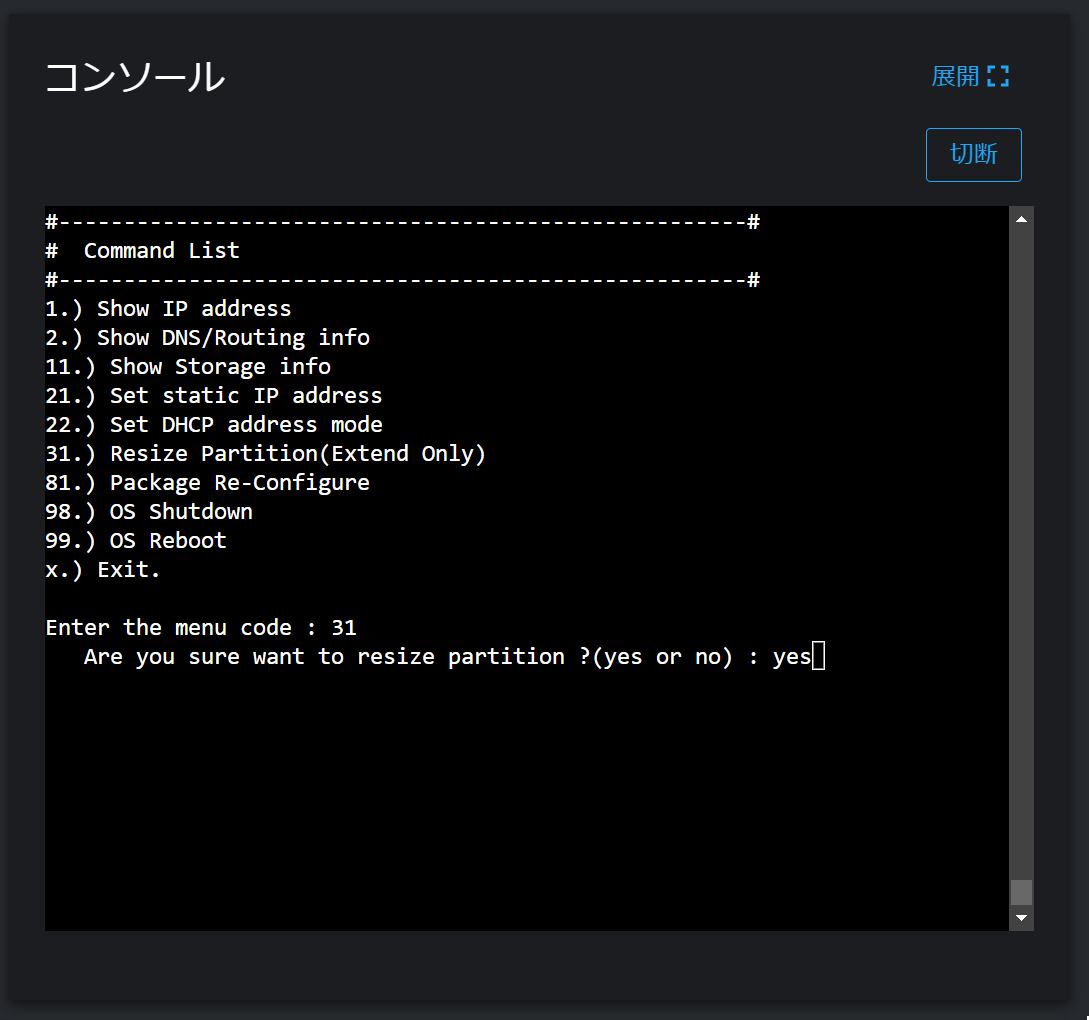 コンソール
展開
切断
#-----------------------------------------------------#
#  Command List
#-----------------------------------------------------#
1.) Show IP address
2.) Show DNS/Routing info
11.) Show Storage info
21.) Set static IP address
22.) Set DHCP address mode
31.) Resize Partition(Extend Only)
81.) Package Re-Configure
98.) OS Shutdown
99.) OS Reboot
x.) Exit.
Enter the menu code : 31
   Are you sure want to resize partition ?(yes or no) : yes